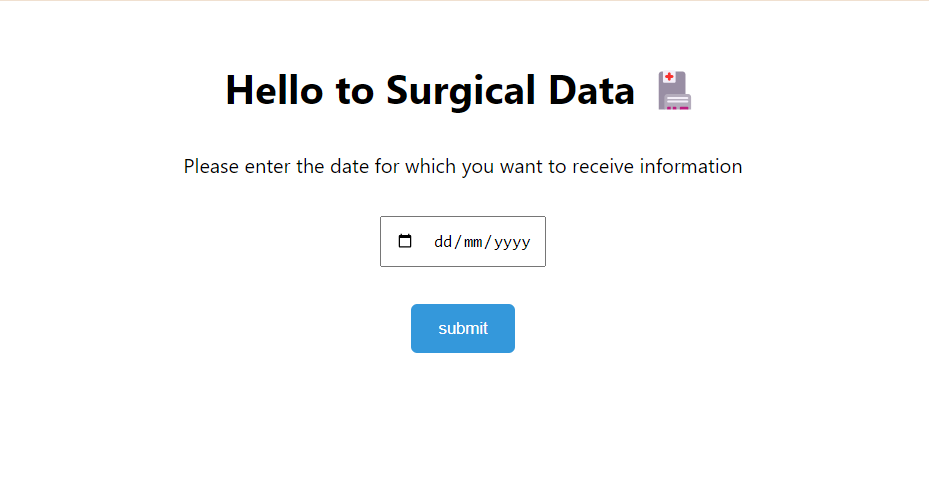 Hello to Surgical Data
Please enter the date for which you want to receive information
dd/mm/yyyy
submit